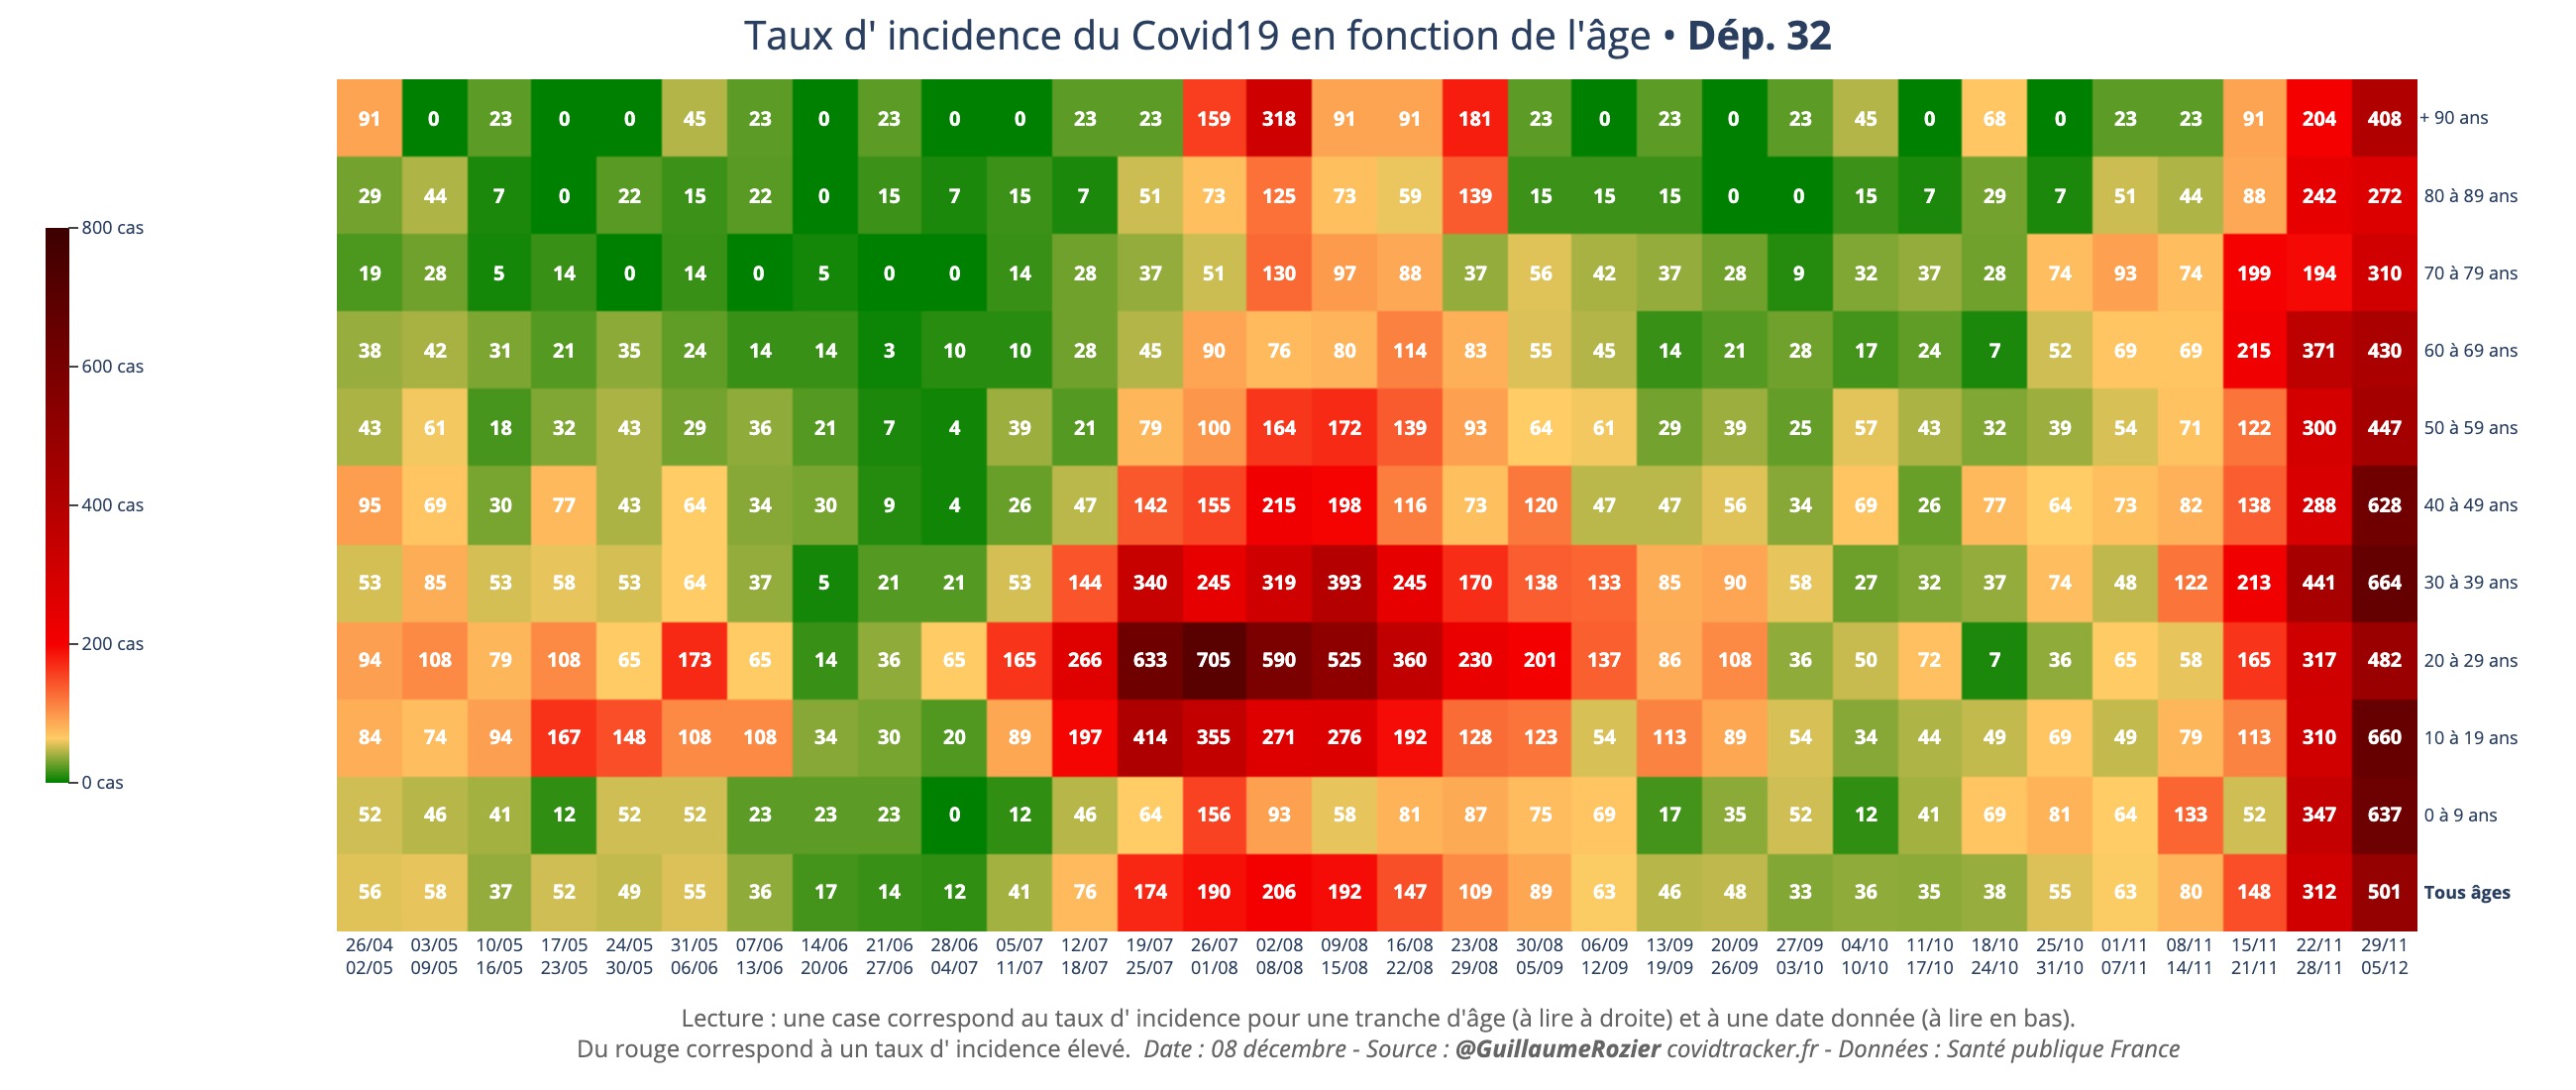 Taux d' incidence du Covid19 en fonction de l'âge • Dép. 32
800 cas
600 cas
400 cas
200 cas
0 cas
91 0 23 0 0 45 23 0 23 0 0 23 23 159 318 91 91 181 23 0 23 0 23 45 0 68 0 23 23 91 204 408 + 90 ans
29 44 7 0 22 15 22 0 15 7 15 7 51 73 125 73 59 139 15 15 15 0 0 15 7 29 7 51 44 88 242 272 80 à 89 ans
19 28 5 14 0 14 0 5 0 0 14 28 37 51 130 97 88 37 56 42 37 28 9 32 37 28 74 93 74 199 194 310 70 à 79 ans
38 42 31 21 35 24 14 14 3 10 10 28 45 90 76 80 114 83 55 45 14 21 28 17 24 7 52 69 69 215 371 430 60 à 69 ans
43 61 18 32 43 29 36 21 7 4 39 21 79 100 164 172 139 93 64 61 29 39 25 57 43 32 39 54 71 122 300 447 50 à 59 ans
95 69 30 77 43 64 34 30 9 4 26 47 142 155 215 198 116 73 120 47 47 56 34 69 26 77 64 73 82 138 288 628 40 à 49 ans
53 85 53 58 53 64 37 5 21 21 53 144 340 245 319 393 245 170 138 133 85 90 58 27 32 37 74 48 122 213 441 664 30 à 39 ans
94 108 79 108 65 173 65 14 36 65 165 266 633 705 590 525 360 230 201 137 86 108 36 50 72 7 36 65 58 165 317 482 20 à 29 ans
84 74 94 167 148 108 108 34 30 20 89 197 414 355 271 276 192 128 123 54 113 89 54 34 44 49 69 49 79 113 310 660 10 à 19 ans
52 46 41 12 52 52 23 23 23 0 12 46 64 156 93 58 81 87 75 69 17 35 52 12 41 69 81 64 133 52 347 637 0 à 9 ans
56 58 37 52 49 55 36 17 14 12 41 76 174 190 206 192 147 109 89 63 46 48 33 36 35 38 55 63 80 148 312 501 Tous âges
26/04 03/05 10/05 17/05 24/05 31/05 07/06 14/06 21/06 28/06 05/07 12/07 19/07 26/07 02/08 09/08 16/08 23/08 30/08 06/09 13/09 20/09 27/09 04/10 11/10 18/10 25/10 01/11 08/11 15/11 22/11 29/11
02/05 09/05 16/05 23/05 30/05 06/06 13/06 20/06 27/06 04/07 11/07 18/07 25/07 01/08 08/08 15/08 22/08 29/08 05/09 12/09 19/09 26/09 03/10 10/10 17/10 24/10 31/10 07/11 14/11 21/11 28/11 05/12
Lecture : une case correspond au taux d' incidence pour une tranche d'âge (à lire à droite) et à une date donnée (à lire en bas).
Du rouge correspond à un taux d' incidence élevé. Date : 08 décembre - Source : @GuillaumeRozier covidtracker.fr - Données : Santé publique France